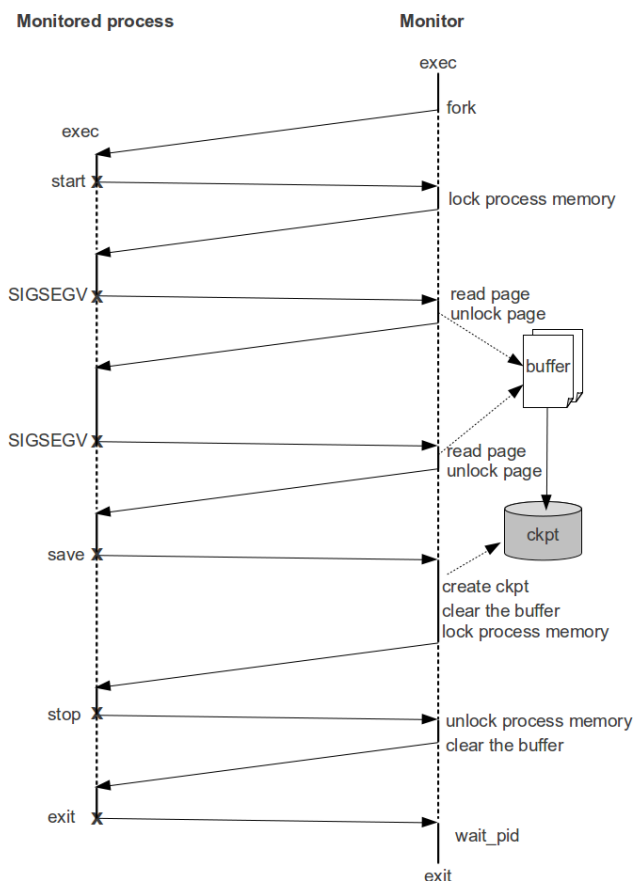 Monitored process
Monitor
exec
fork
exec
start
lock process memory
SIGSEGV
read page
unlock page
buffer
SIGSEGV
read page
unlock page
ckpt
save
create ckpt
clear the buffer
lock process memory
stop
unlock process memory
clear the buffer
exit
wait_pid
exit